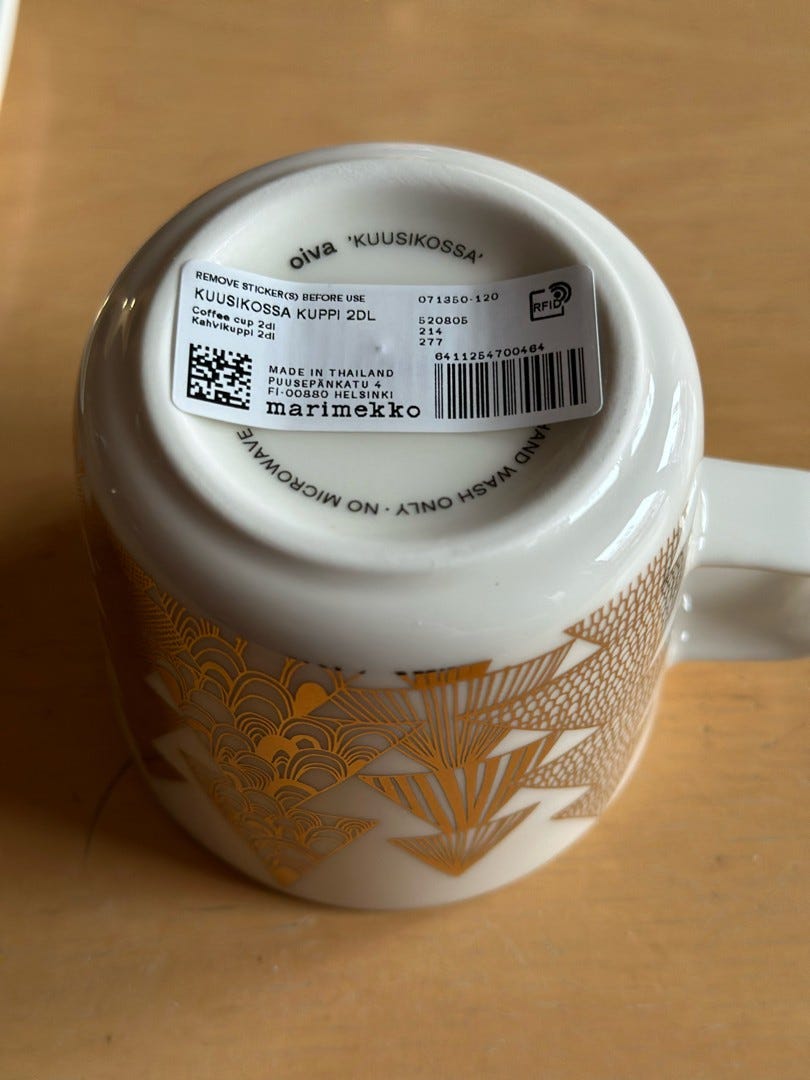 oiva 'KUUSIKOSSA'
REMOVE STICKER(S) BEFORE USE
KUUSIKOSSA KUPPI 2DL
Coffee cup 2dl
Kahvikuppi 2dl
071350-120
520805
214
277
RFID
6411254700464
MADE IN THAILAND
PUUSEPÄNKATU 4
FI-00880 HELSINKI
marimekko
HAND WASH ONLY · NO MICROWAVE